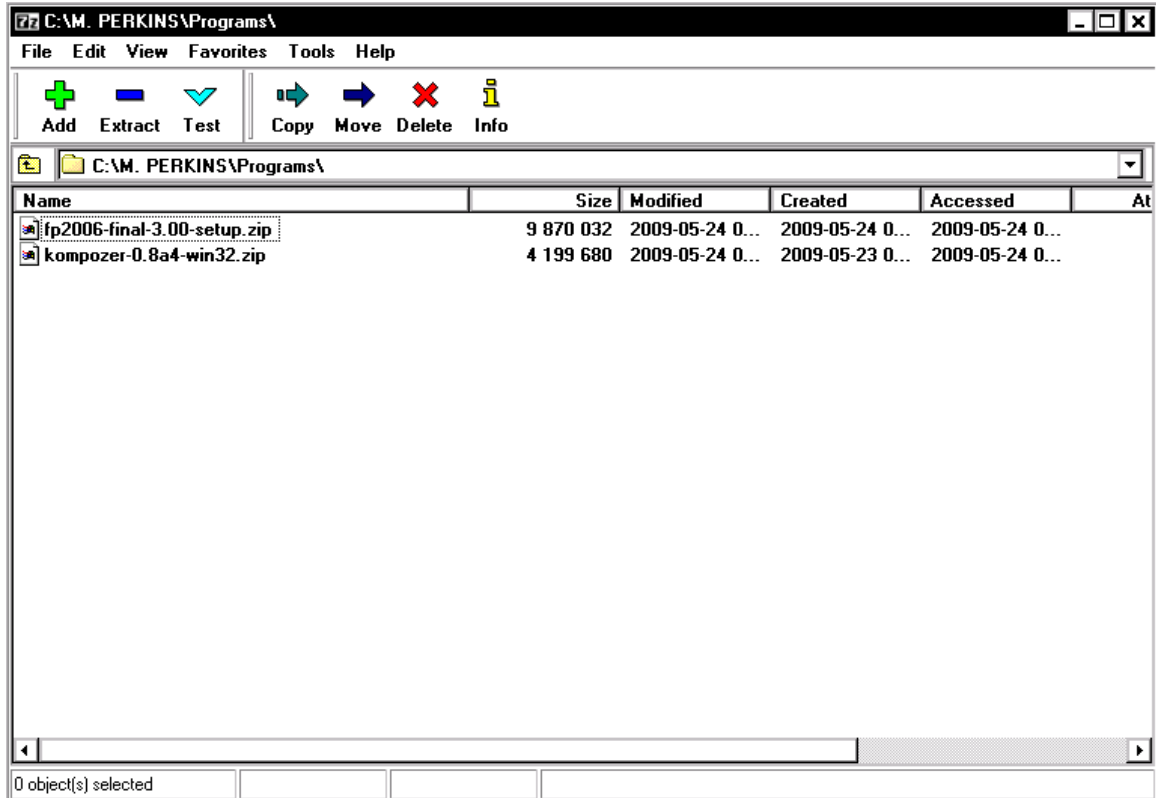 7z C:\M. PERKINS\Programs\
File Edit View Favorites Tools Help
Add Extract Test Copy Move Delete Info
C:\M. PERKINS\Programs\
Name Size Modified Created Accessed At
fp2006-final-3.00-setup.zip 9 870 032 2009-05-24 0... 2009-05-24 0... 2009-05-24 0...
kompozer-0.8a4-win32.zip 4 199 680 2009-05-24 0... 2009-05-23 0... 2009-05-24 0...
0 object(s) selected